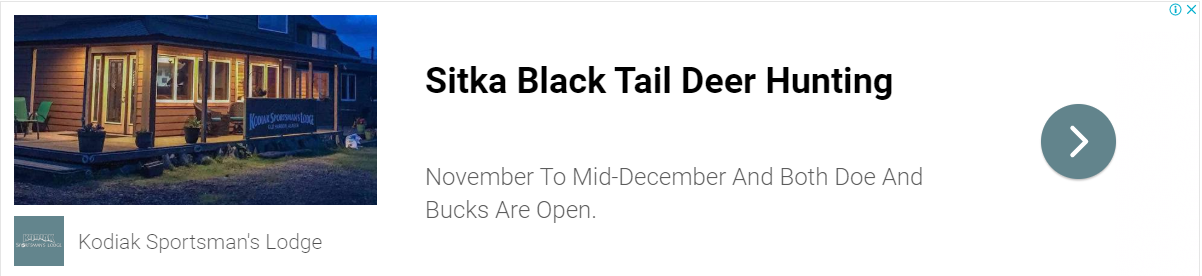 Sitka Black Tail Deer Hunting
KODIAK SPORTSMAN'S LODGE
November To Mid-December And Both Doe And
Bucks Are Open.
Kodiak Sportsman's Lodge